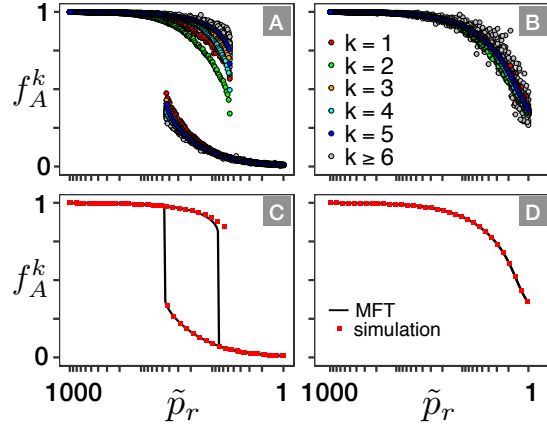 A
B
1
f_A^k
0
k = 1
k = 2
k = 3
k = 4
k = 5
k ≥ 6
C
D
1
f_A^k
0
MFT
simulation
1000
1
1000
1
p̃_r
p̃_r